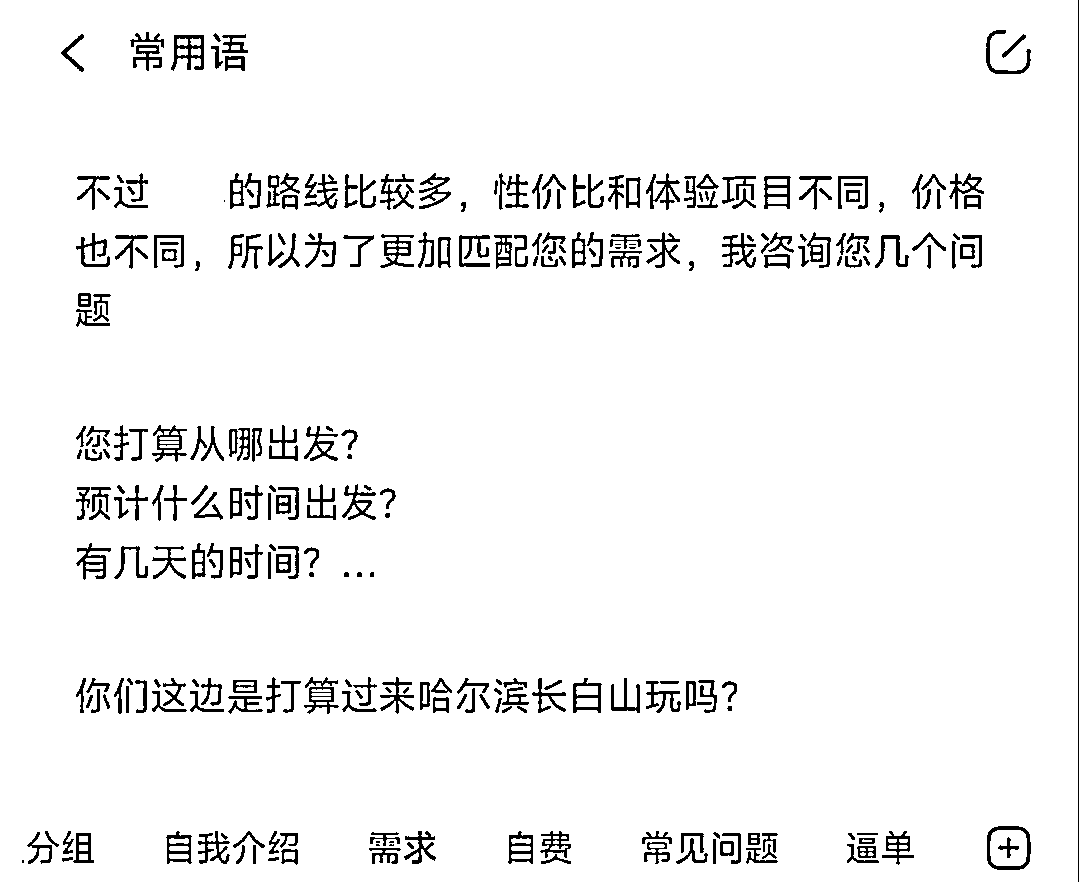 常用语
不过 的路线比较多，性价比和体验项目不同，价格
也不同，所以为了更加匹配您的需求，我咨询您几个问
题
您打算从哪出发？
预计什么时间出发？
有几天的时间？...
你们这边是打算过来哈尔滨长白山玩吗？
分组 自我介绍 需求 自费 常见问题 逼单